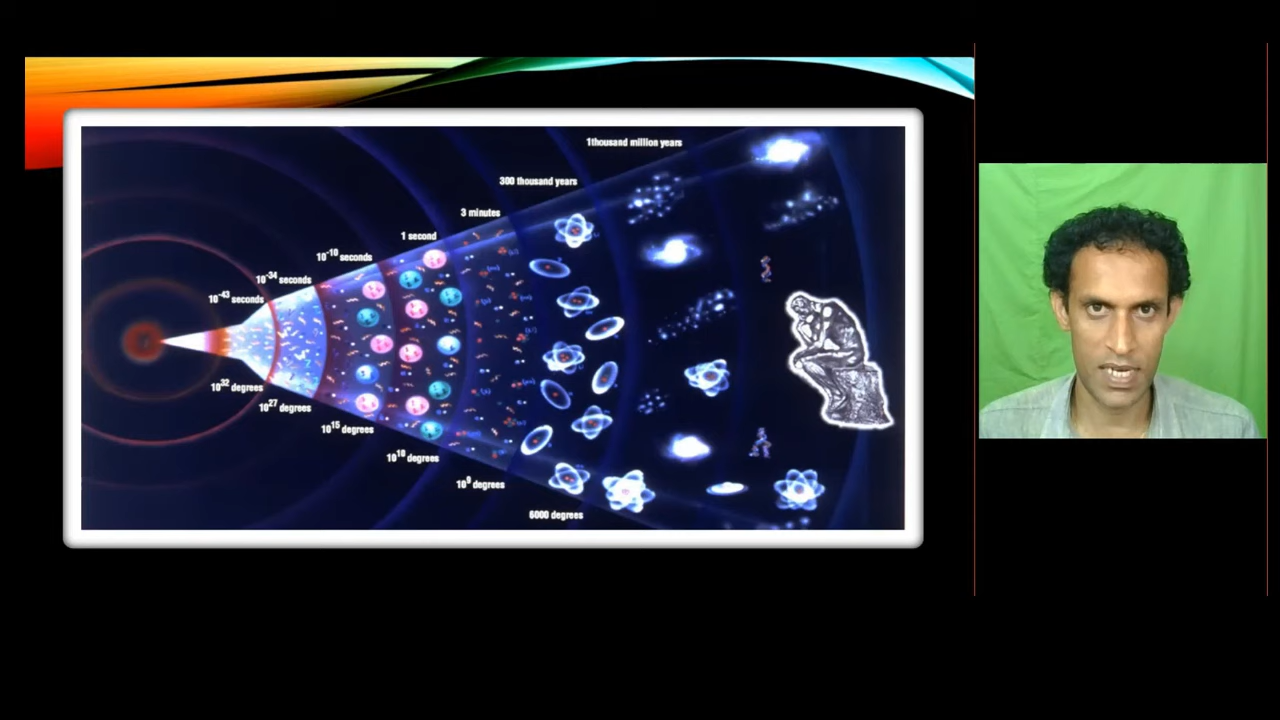 1thousand million years
300 thousand years
3 minutes
1 second
10⁻¹⁰ seconds
10⁻³⁴ seconds
10⁻⁴³ seconds
10³² degrees
10²⁷ degrees
10¹⁵ degrees
10¹⁰ degrees
10⁹ degrees
6000 degrees